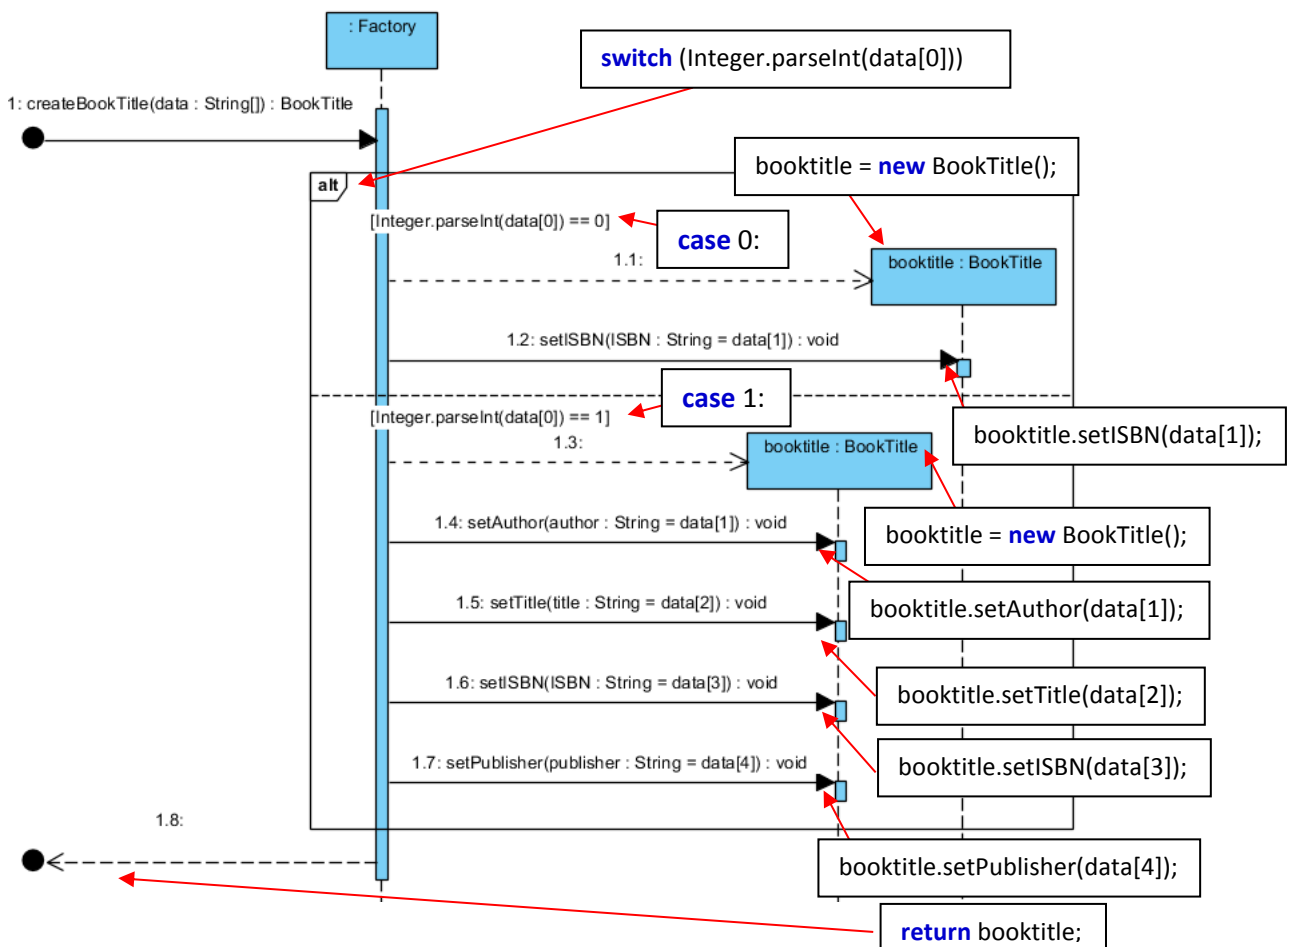 : Factory
switch (Integer.parseInt(data[0]))
1: createBookTitle(data : String[]) : BookTitle
booktitle = new BookTitle();
alt
[Integer.parseInt(data[0]) == 0]
case 0:
1.1:
booktitle : BookTitle
1.2: setISBN(ISBN : String = data[1]) : void
case 1:
[Integer.parseInt(data[0]) == 1]
booktitle.setISBN(data[1]);
1.3:
booktitle : BookTitle
1.4: setAuthor(author : String = data[1]) : void
booktitle = new BookTitle();
1.5: setTitle(title : String = data[2]) : void
booktitle.setAuthor(data[1]);
1.6: setISBN(ISBN : String = data[3]) : void
booktitle.setTitle(data[2]);
1.7: setPublisher(publisher : String = data[4]) : void
booktitle.setISBN(data[3]);
1.8:
booktitle.setPublisher(data[4]);
return booktitle;